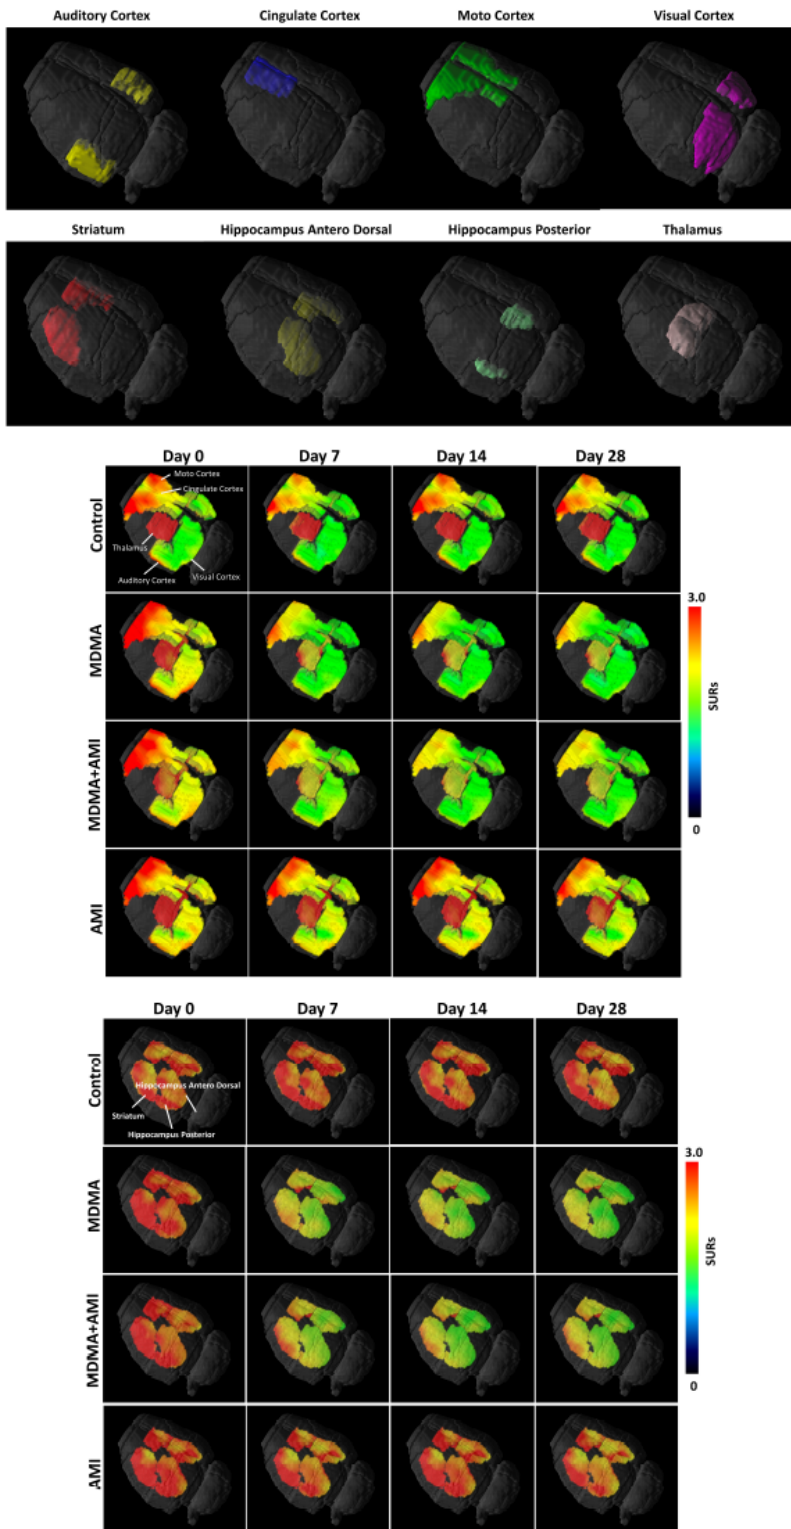 Auditory Cortex Cingulate Cortex Moto Cortex Visual Cortex
Striatum Hippocampus Antero Dorsal Hippocampus Posterior Thalamus
Day 0 Day 7 Day 14 Day 28
Control
Moto Cortex
Cingulate Cortex
Thalamus
Auditory Cortex
Visual Cortex
MDMA
MDMA+AMI
AMI
3.0
SURs
0
Day 0 Day 7 Day 14 Day 28
Control
Hippocampus Antero Dorsal
Striatum
Hippocampus Posterior
MDMA
MDMA+AMI
AMI
3.0
SURs
0